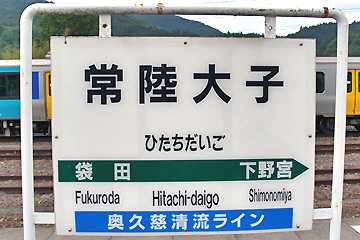 常陸大子
ひたちだいご
袋田 下野宮
Fukuroda Hitachi-daigo Shimonomiya
奥久慈清流ライン